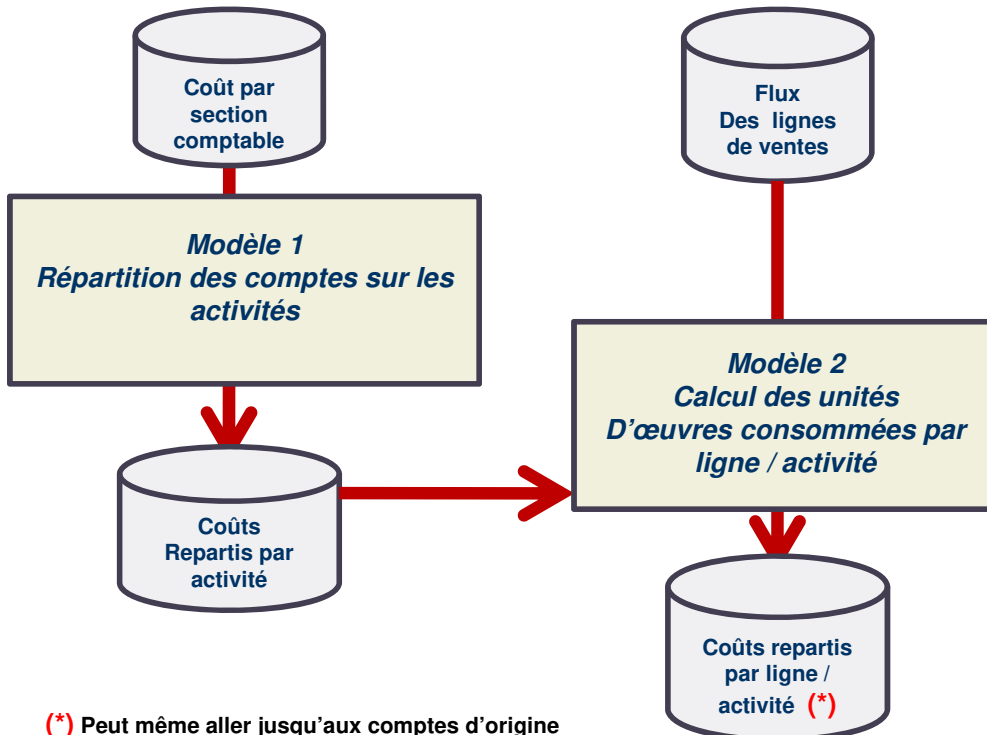 Coût par
section
comptable
Flux
Des lignes
de ventes
Modèle 1
Répartition des comptes sur les
activités
Modèle 2
Calcul des unités
D'œuvres consommées par
ligne / activité
Coûts
Repartis par
activité
Coûts repartis
par ligne /
activité (*)
(*) Peut même aller jusqu'aux comptes d'origine